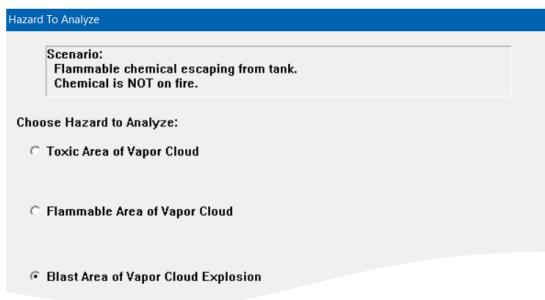 Hazard To Analyze
Scenario:
Flammable chemical escaping from tank.
Chemical is NOT on fire.
Choose Hazard to Analyze:
Toxic Area of Vapor Cloud
Flammable Area of Vapor Cloud
Blast Area of Vapor Cloud Explosion